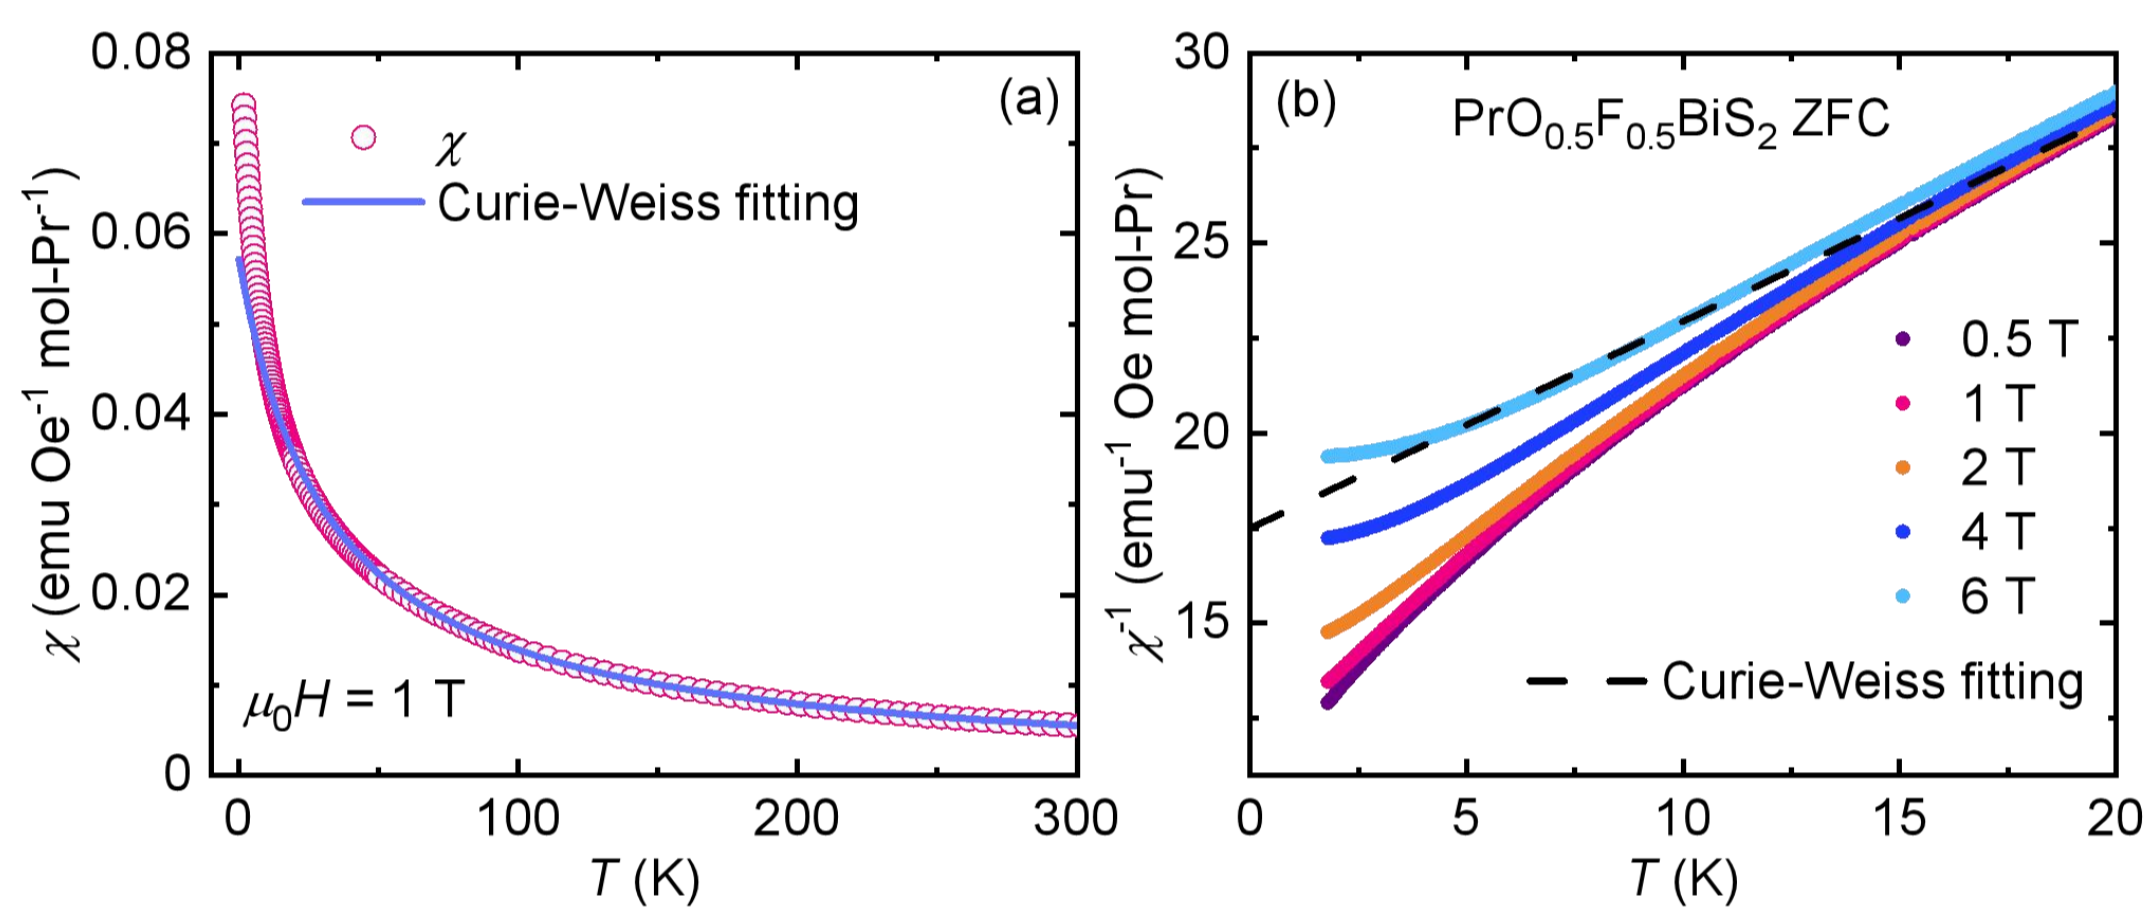 (a)
χ
Curie-Weiss fitting
μ0H = 1 T
χ (emu Oe-1 mol-Pr-1)
0.08
0.06
0.04
0.02
0
0 100 200 300
T (K)
(b)
PrO0.5F0.5BiS2 ZFC
0.5 T
1 T
2 T
4 T
6 T
Curie-Weiss fitting
χ-1 (emu-1 Oe mol-Pr)
30
25
20
15
0 5 10 15 20
T (K)